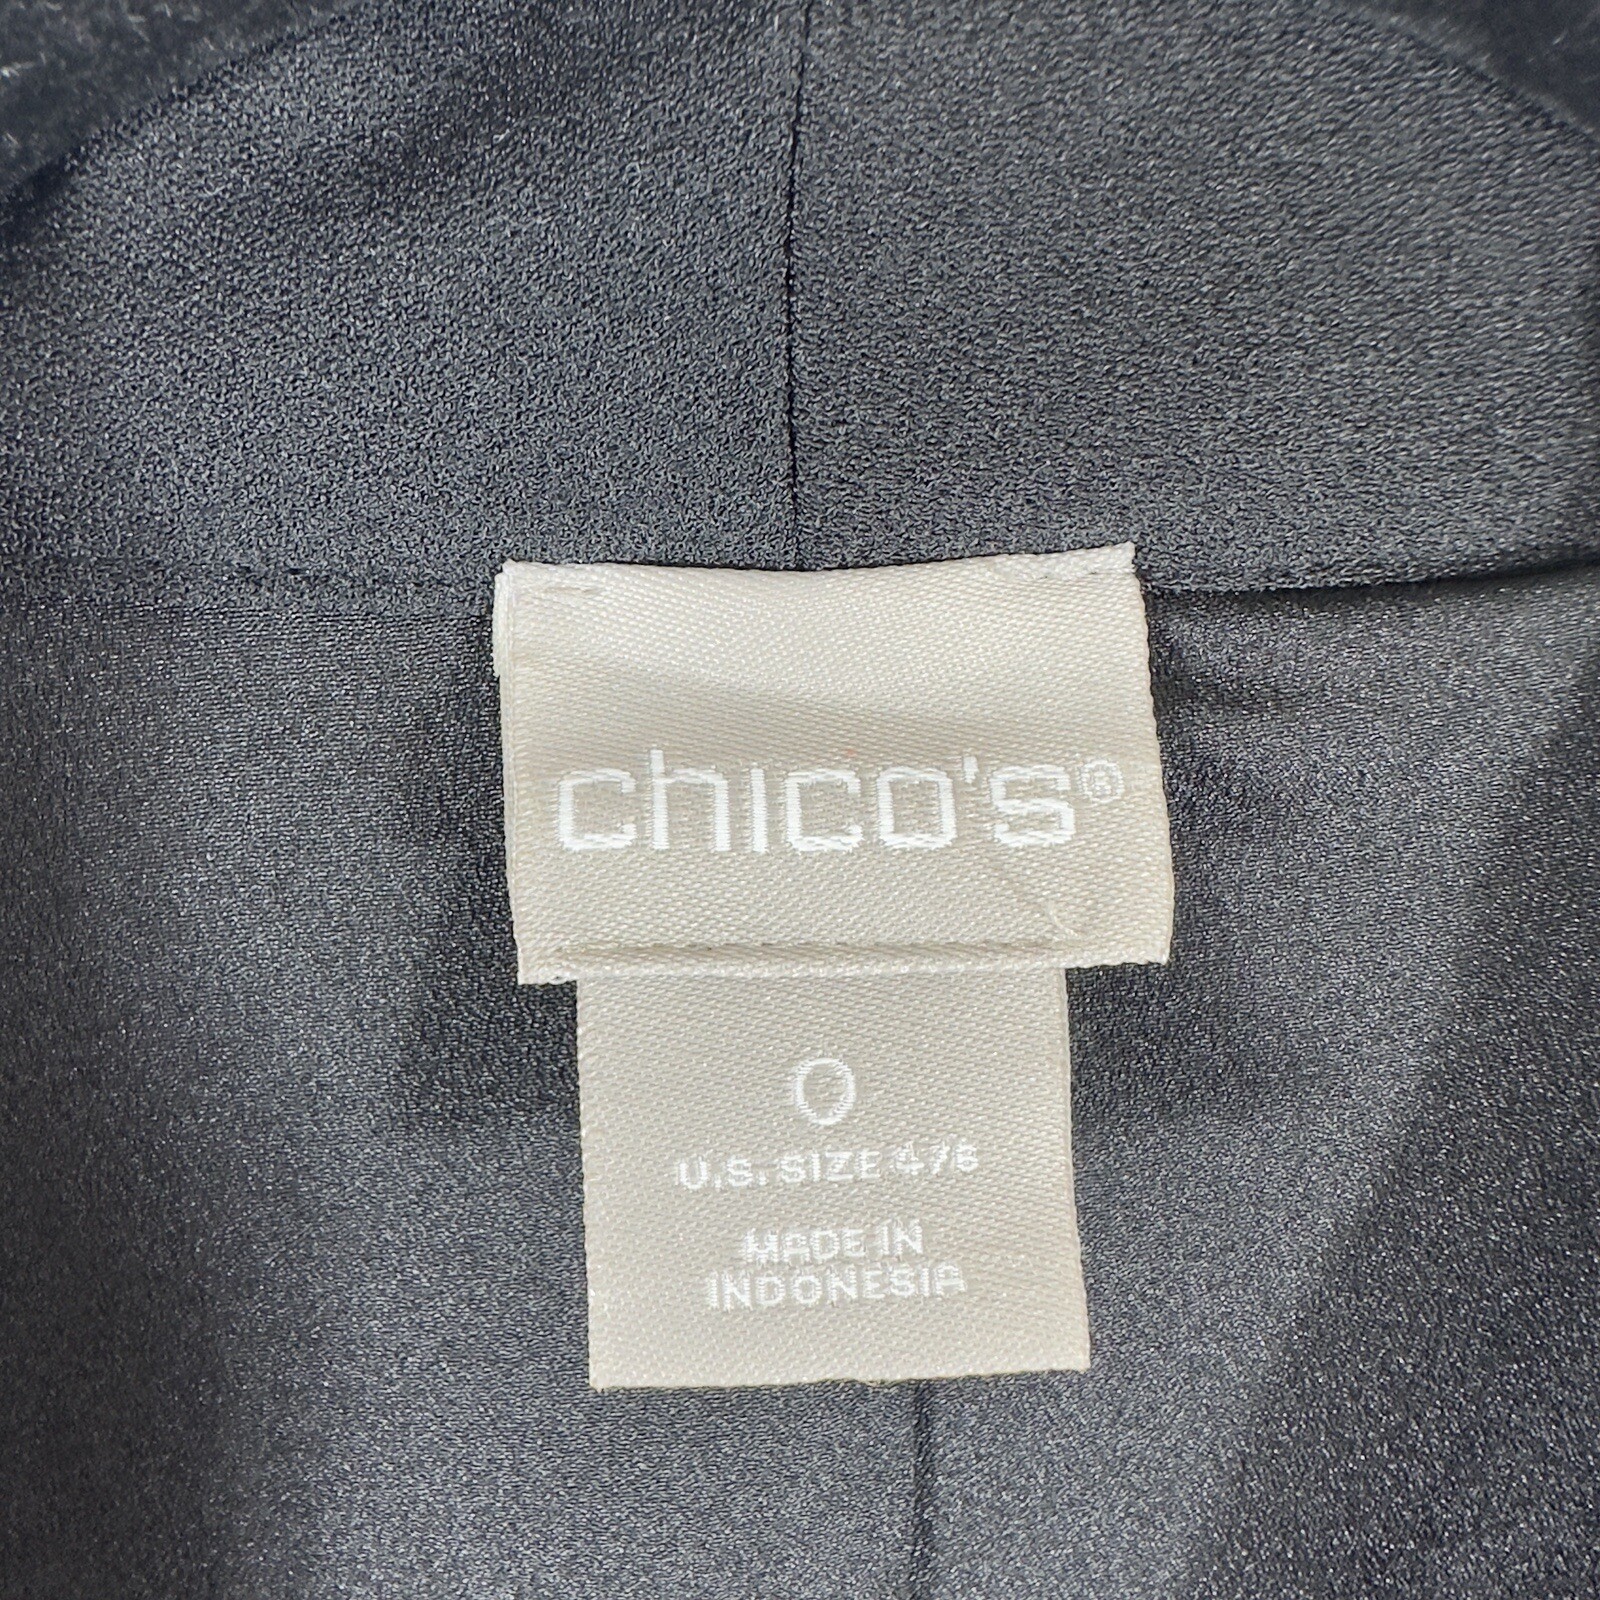 chico's®
0
U.S. SIZE 4/6
MADE IN
INDONESIA